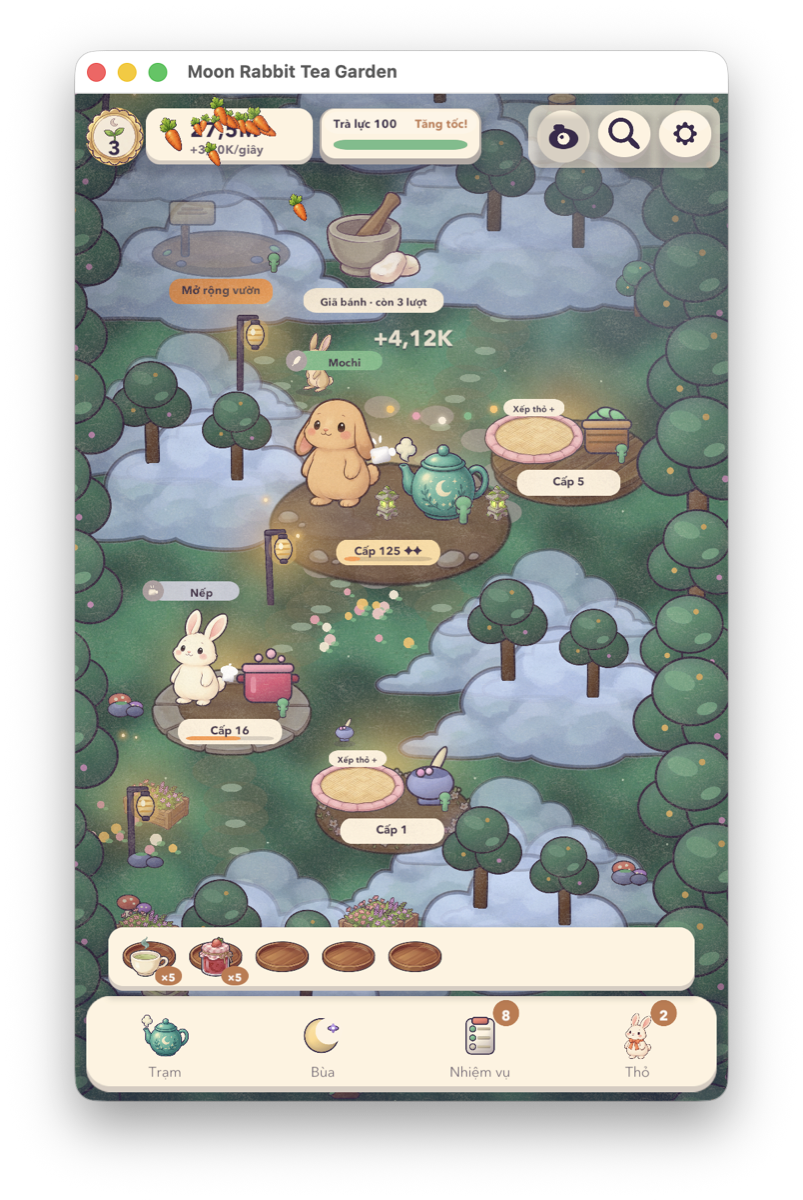 Moon Rabbit Tea Garden
3
Trà lực 100
Tăng tốc!
Mở rộng vườn
Giã bánh · còn 3 lượt
+4,12K
Mochi
Xếp thỏ +
Cấp 5
Cấp 125
Nếp
Cấp 16
Xếp thỏ +
Cấp 1
×5
×5
8
2
Trạm
Bùa
Nhiệm vụ
Thỏ